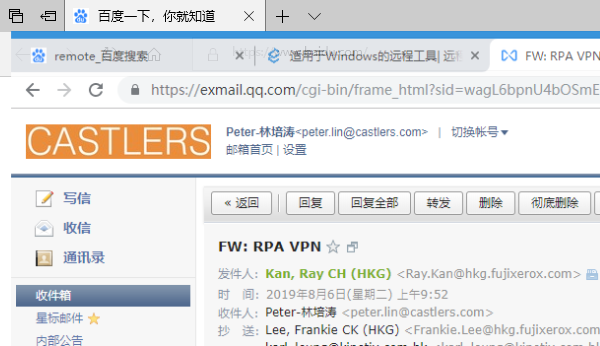 百度一下，你就知道
remote_百度搜索
适用于Windows的远程工具| 远程
FW: RPA VPN
https://exmail.qq.com/cgi-bin/frame_html?sid=wagL6bpnU4bOSmE
CASTLERS
Peter-林培涛<peter.lin@castlers.com> | 切换帐号
邮箱首页 | 设置
写信
收信
通讯录
收件箱
星标邮件
内部公告
« 返回 回复 回复全部 转发 删除 彻底删除
FW: RPA VPN
发件人: Kan, Ray CH (HKG) <Ray.Kan@hkg.fujixerox.com>
时 间: 2019年8月6日(星期二) 上午9:52
收件人: Peter-林培涛 <peter.lin@castlers.com>
抄 送: Lee, Frankie CK (HKG) <Frankie.Lee@hkg.fujixerox.com